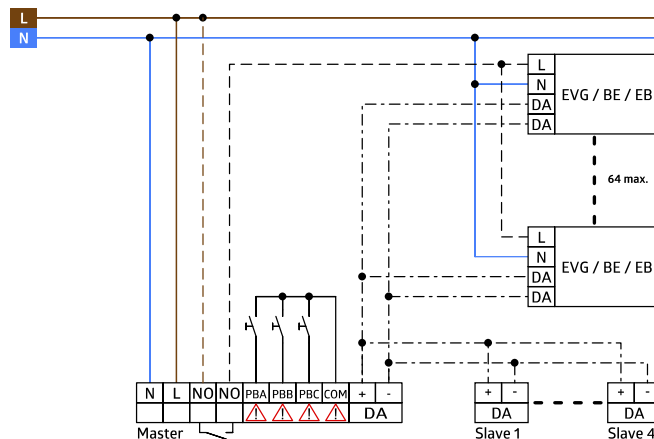 L
N
L
N
DA
DA
EVG / BE / EB
64 max.
L
N
DA
DA
EVG / BE / EB
N L NO NO PBA PBB PBC COM + -
DA
Master
+ -
DA
Slave 1
+ -
DA
Slave 4